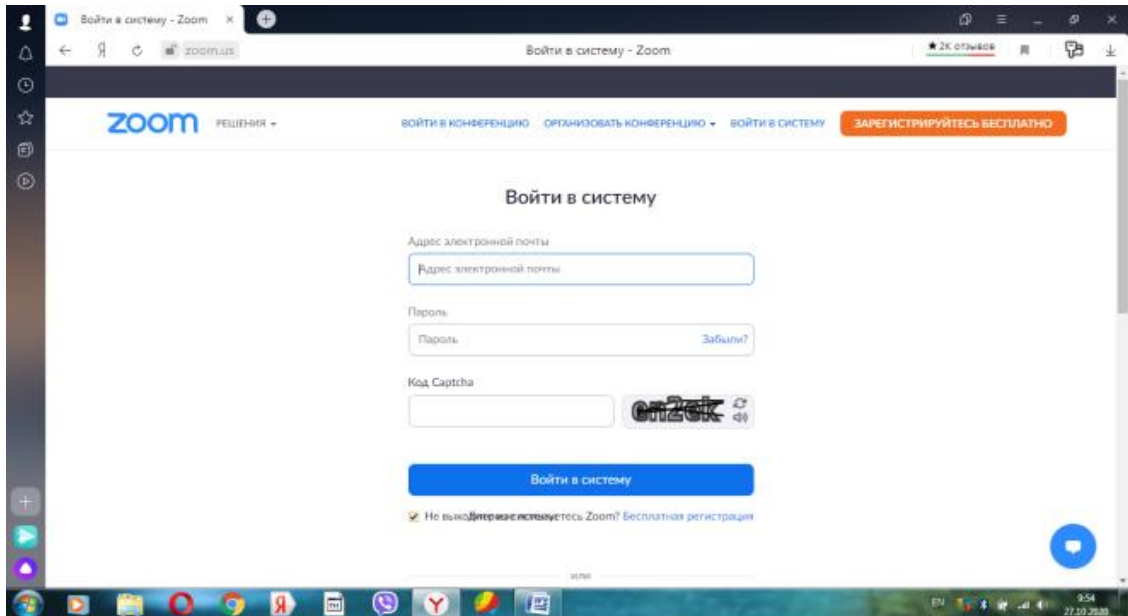 Войти в систему - Zoom
zoom.us
Войти в систему - Zoom
2К отзывов
zoom
РЕШЕНИЯ
ВОЙТИ В КОНФЕРЕНЦИЮ
ОРГАНИЗОВАТЬ КОНФЕРЕНЦИЮ
ВОЙТИ В СИСТЕМУ
ЗАРЕГИСТРИРУЙТЕСЬ БЕСПЛАТНО
Войти в систему
Адрес электронной почты
Адрес электронной почты
Пароль
Пароль
Забыли?
Код Captcha
en2ek
Войти в систему
Не Zoom? Бесплатная регистрация
или
EN
9:54
27.10.2020